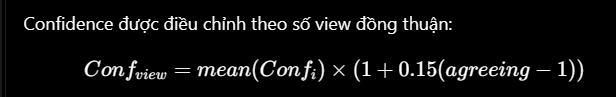 Confidence được điều chỉnh theo số view đồng thuận:
Conf_view = mean(Conf_i) × (1 + 0.15(agreeing − 1))